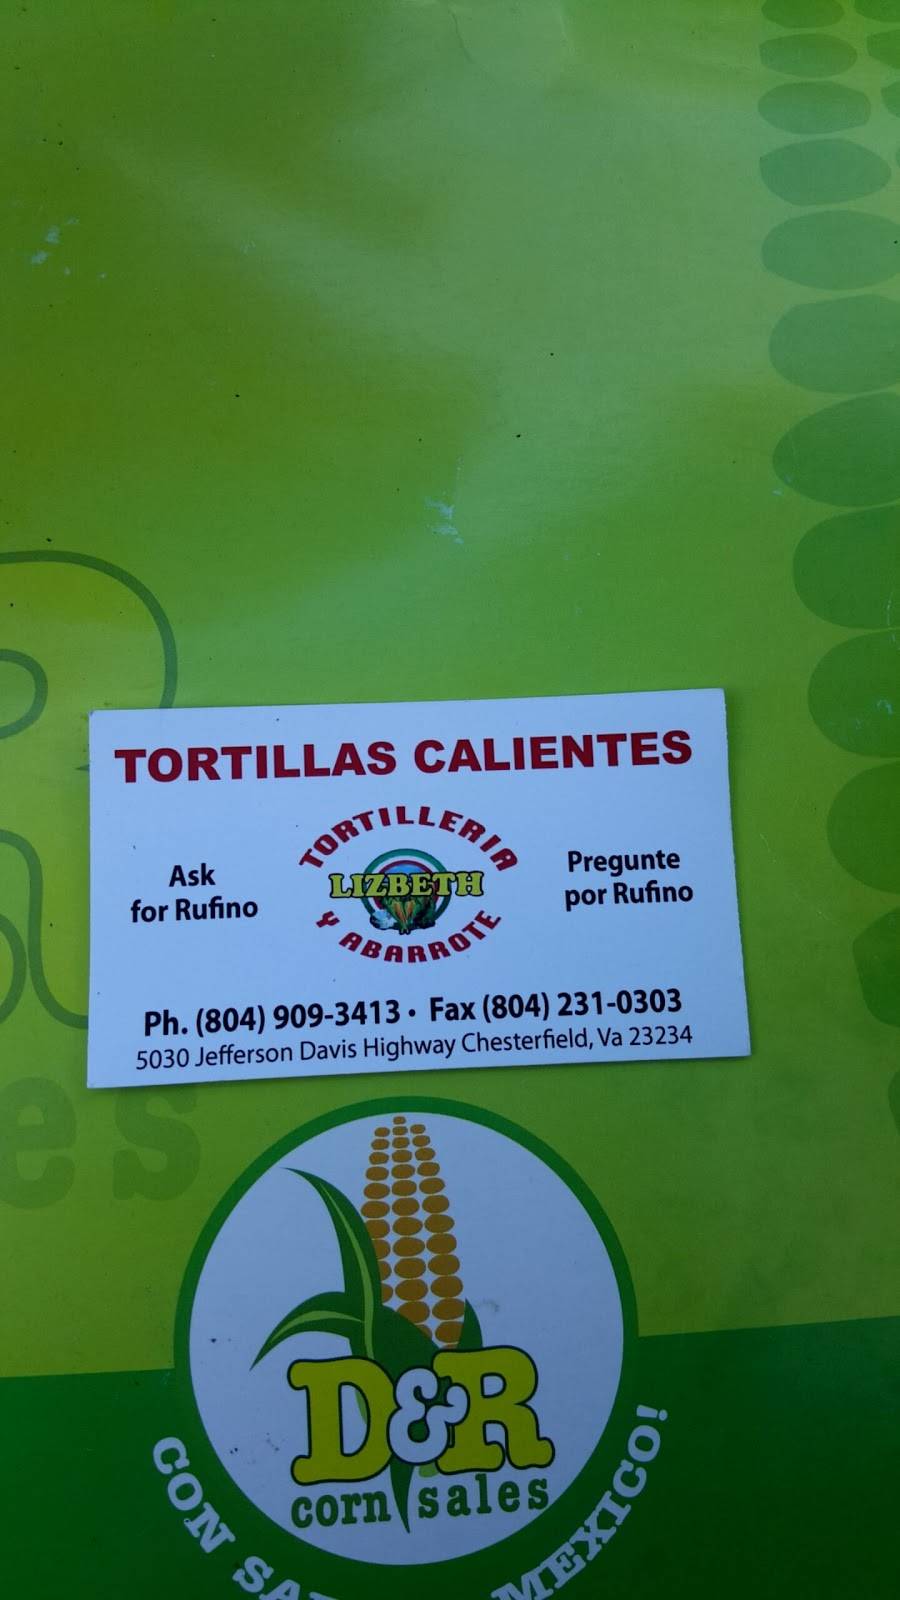 TORTILLAS CALIENTES
TORTILLERIA
LIZBETH
Y ABARROTE
Ask
for Rufino
Pregunte
por Rufino
Ph. (804) 909-3413 • Fax (804) 231-0303
5030 Jefferson Davis Highway Chesterfield, Va 23234
es
D&R
corn sales
CON MEXICO!